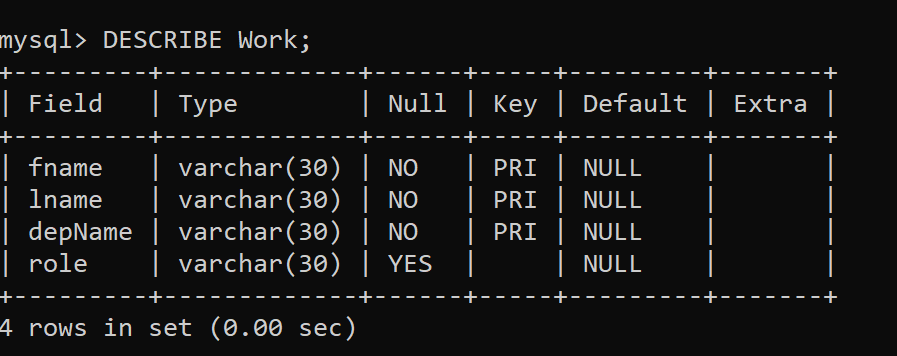 mysql> DESCRIBE Work;
+---------+-------------+------+-----+---------+-------+
| Field   | Type        | Null | Key | Default | Extra |
+---------+-------------+------+-----+---------+-------+
| fname   | varchar(30) | NO   | PRI | NULL    |       |
| lname   | varchar(30) | NO   | PRI | NULL    |       |
| depName | varchar(30) | NO   | PRI | NULL    |       |
| role    | varchar(30) | YES  |     | NULL    |       |
+---------+-------------+------+-----+---------+-------+
4 rows in set (0.00 sec)